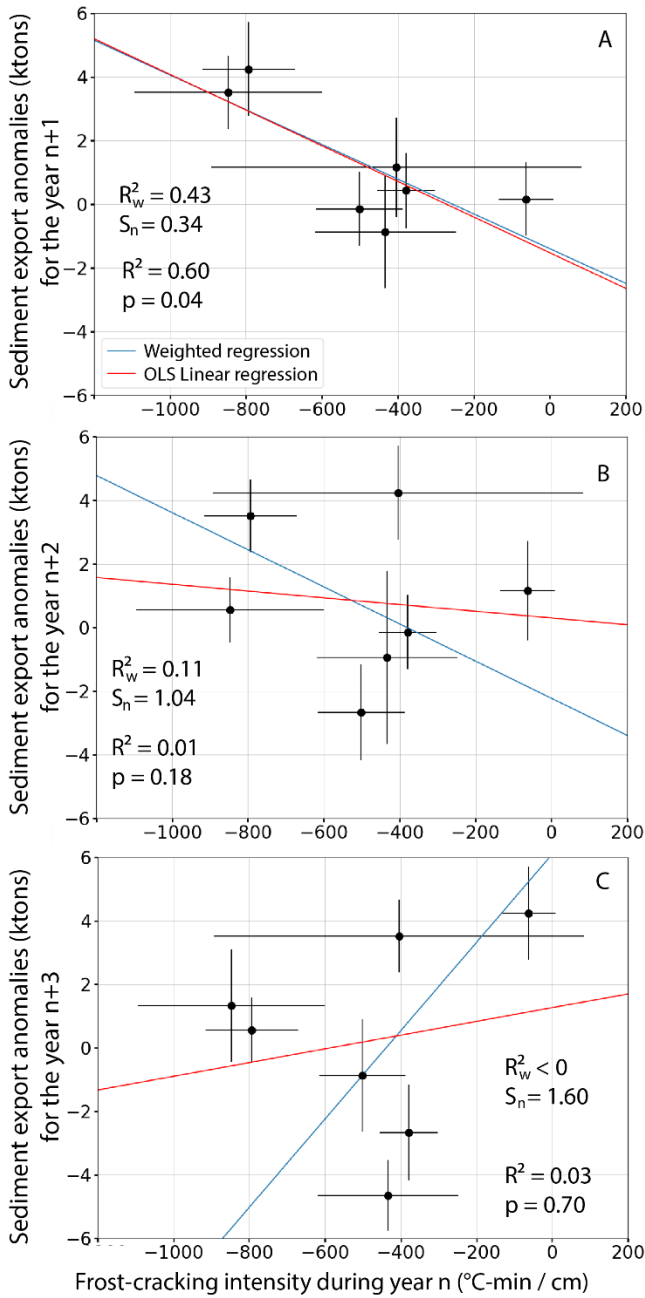 A
Sediment export anomalies (ktons)
for the year n+1
6
4
2
0
−2
−4
−6
R²w = 0.43
Sn = 0.34
R² = 0.60
p = 0.04
Weighted regression
OLS Linear regression
−1000 −800 −600 −400 −200 0 200
B
Sediment export anomalies (ktons)
for the year n+2
6
4
2
0
−2
−4
−6
R²w = 0.11
Sn = 1.04
R² = 0.01
p = 0.18
−1000 −800 −600 −400 −200 0 200
C
Sediment export anomalies (ktons)
for the year n+3
6
4
2
0
−2
−4
−6
R²w < 0
Sn = 1.60
R² = 0.03
p = 0.70
−1000 −800 −600 −400 −200 0 200
Frost-cracking intensity during year n (°C-min / cm)